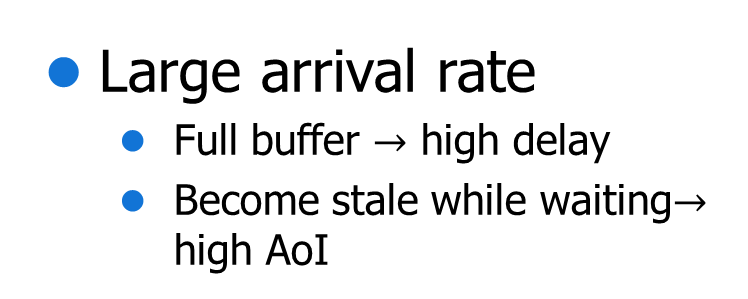 Large arrival rate
Full buffer → high delay
Become stale while waiting→
high AoI